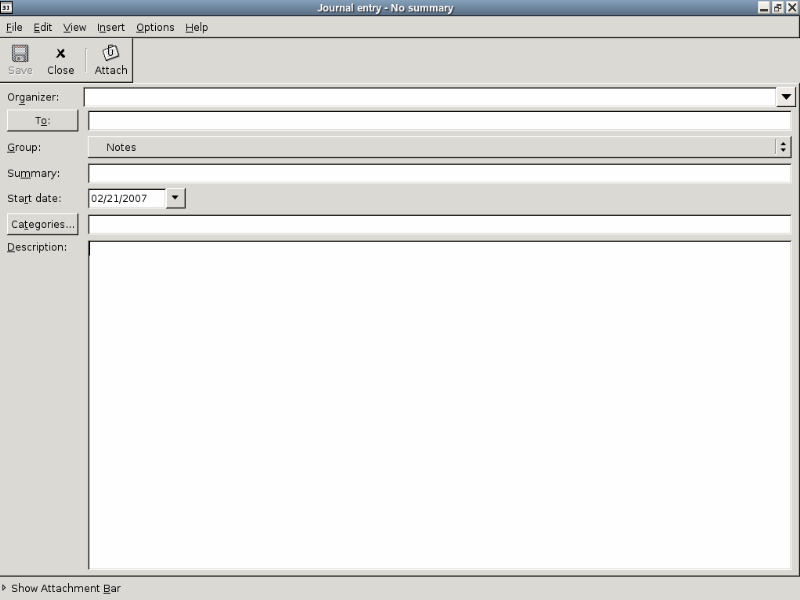 31 Journal entry - No summary
File Edit View Insert Options Help
Save Close Attach
Organizer:
To:
Group: Notes
Summary:
Start date: 02/21/2007
Categories...
Description:
Show Attachment Bar